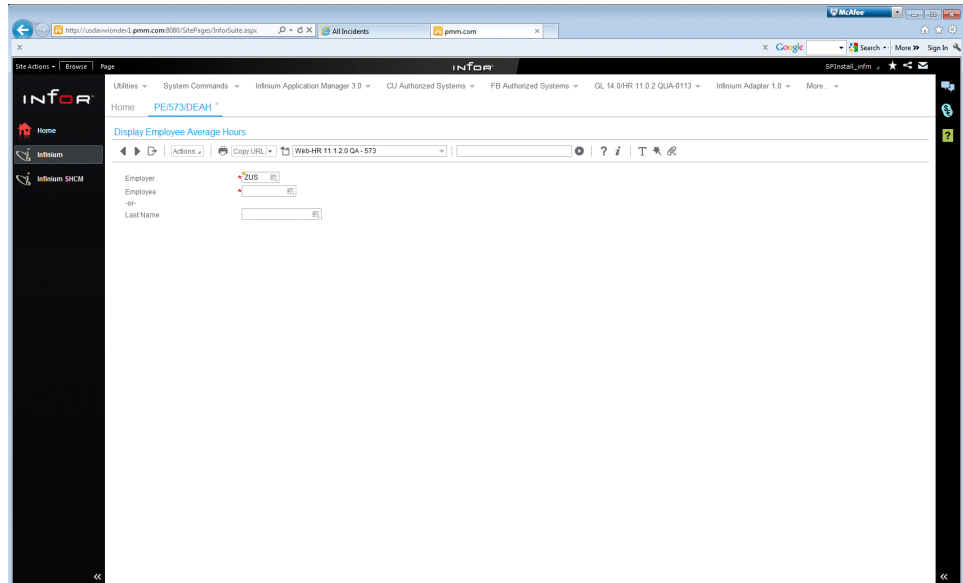 McAfee
http://usdavwiondev1.pmm.com:8080/SitePages/InforSuite.aspx All Incidents pmm.com
x Google Search More >> Sign In
Site Actions Browse Page infor SPInstall_infm
infor
Utilities System Commands Infinium Application Manager 3.0 CU Authorized Systems FB Authorized Systems GL 14.0/HR 11.0.2 QUA-0113 Infinium Adapter 1.0 More...
Home PE/573/DEAH
Home
Infinium
Infinium SHCM
Display Employee Average Hours
Actions Copy URL Web-HR 11.1.2.0 QA - 573
Employer * ZUS
Employee *
-or-
Last Name